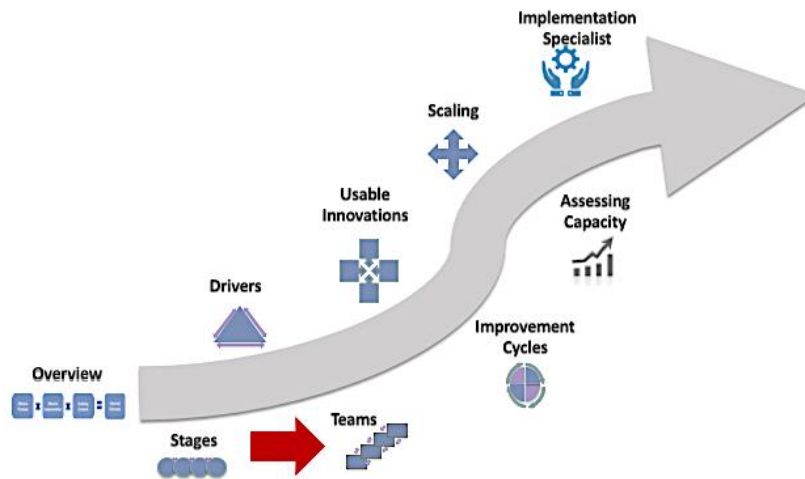 Implementation
Specialist
Scaling
Usable
Innovations
Assessing
Capacity
Drivers
Improvement
Cycles
Overview
Teams
Stages